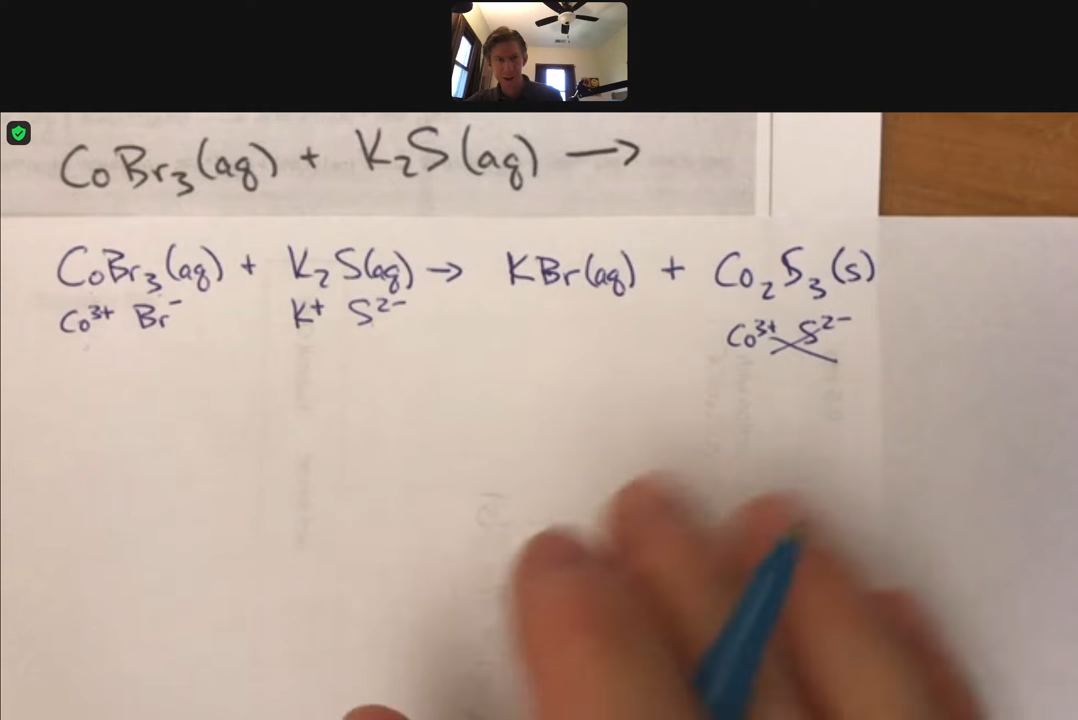 CoBr₃(aq) + K₂S(aq) →
CoBr₃(aq) + K₂S(aq) → KBr(aq) + Co₂S₃(s)
Co³⁺ Br⁻ K⁺ S²⁻
Co³⁺ S²⁻